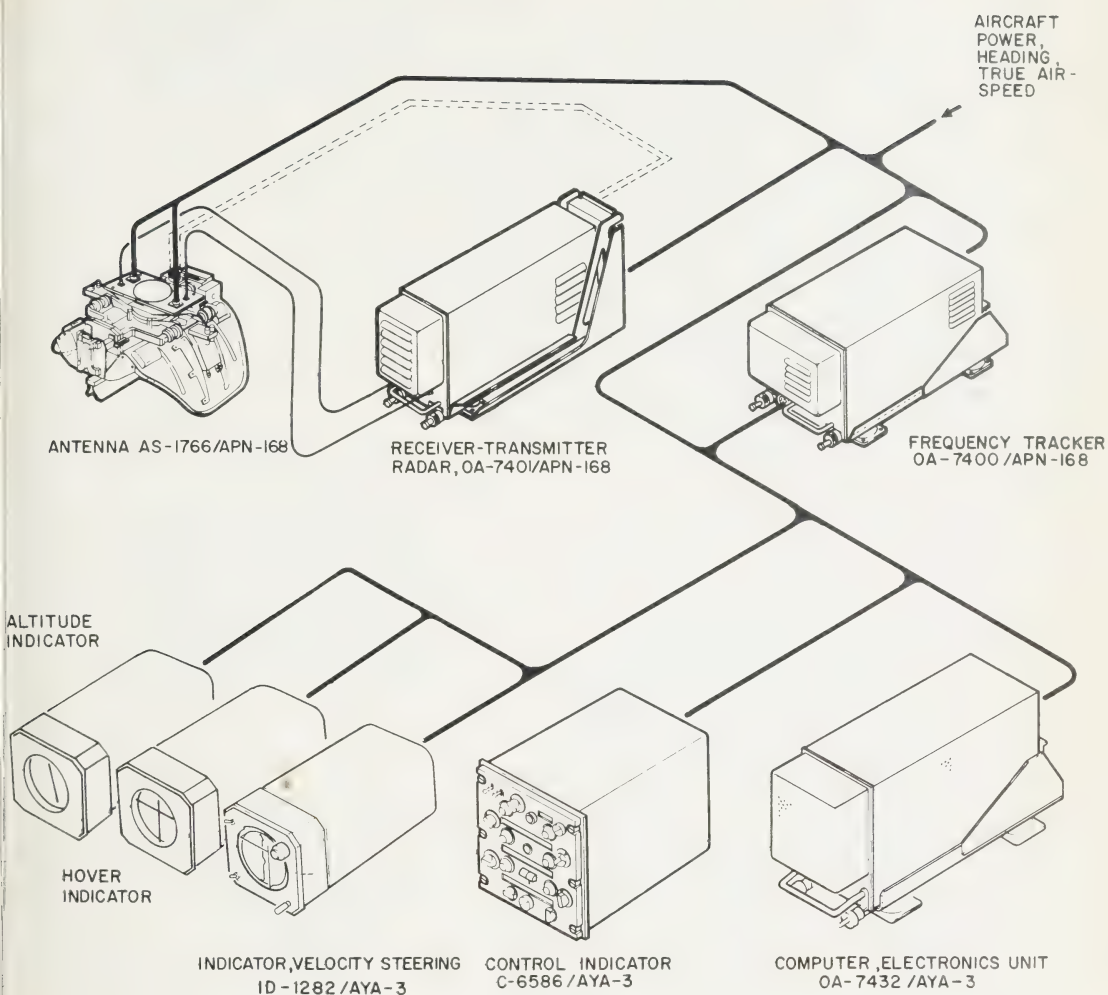 AIRCRAFT
POWER,
HEADING,
TRUE AIR-
SPEED
ANTENNA AS-1766/APN-168
RECEIVER-TRANSMITTER
RADAR, OA-7401/APN-168
FREQUENCY TRACKER
OA-7400/APN-168
ALTITUDE
INDICATOR
HOVER
INDICATOR
INDICATOR, VELOCITY STEERING
ID-1282/AYA-3
CONTROL INDICATOR
C-6586/AYA-3
COMPUTER, ELECTRONICS UNIT
OA-7432/AYA-3